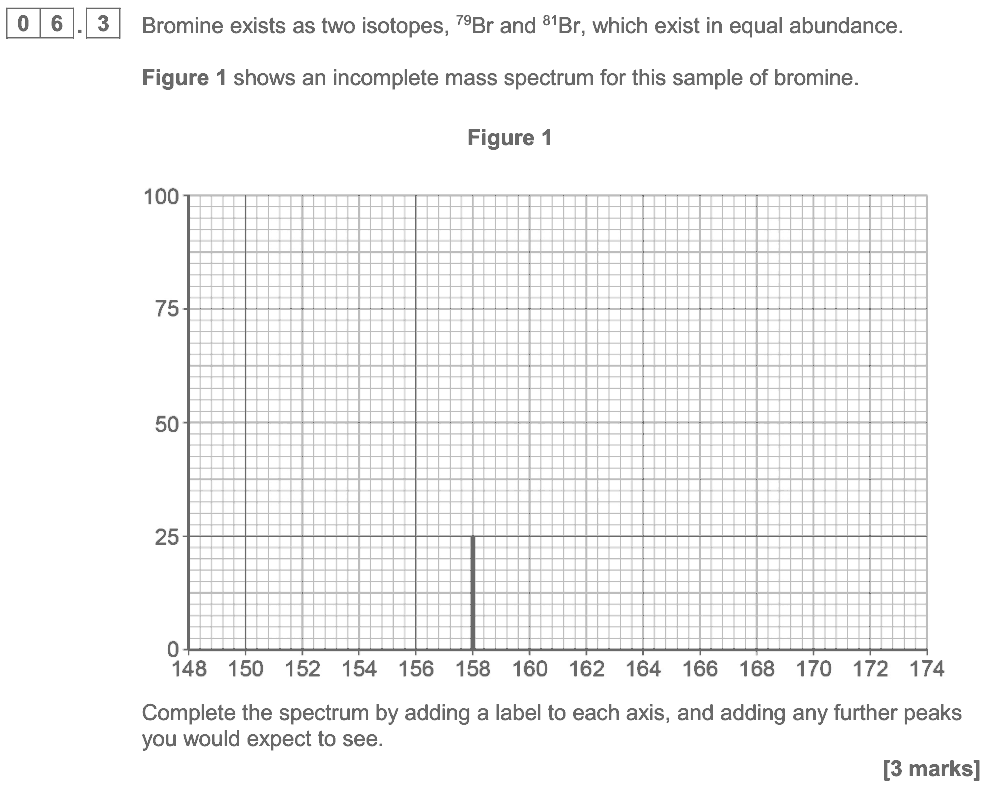 0 6 . 3 Bromine exists as two isotopes, ⁷⁹Br and ⁸¹Br, which exist in equal abundance.
Figure 1 shows an incomplete mass spectrum for this sample of bromine.
Figure 1
100
75
50
25
0
148 150 152 154 156 158 160 162 164 166 168 170 172 174
Complete the spectrum by adding a label to each axis, and adding any further peaks
you would expect to see.
[3 marks]